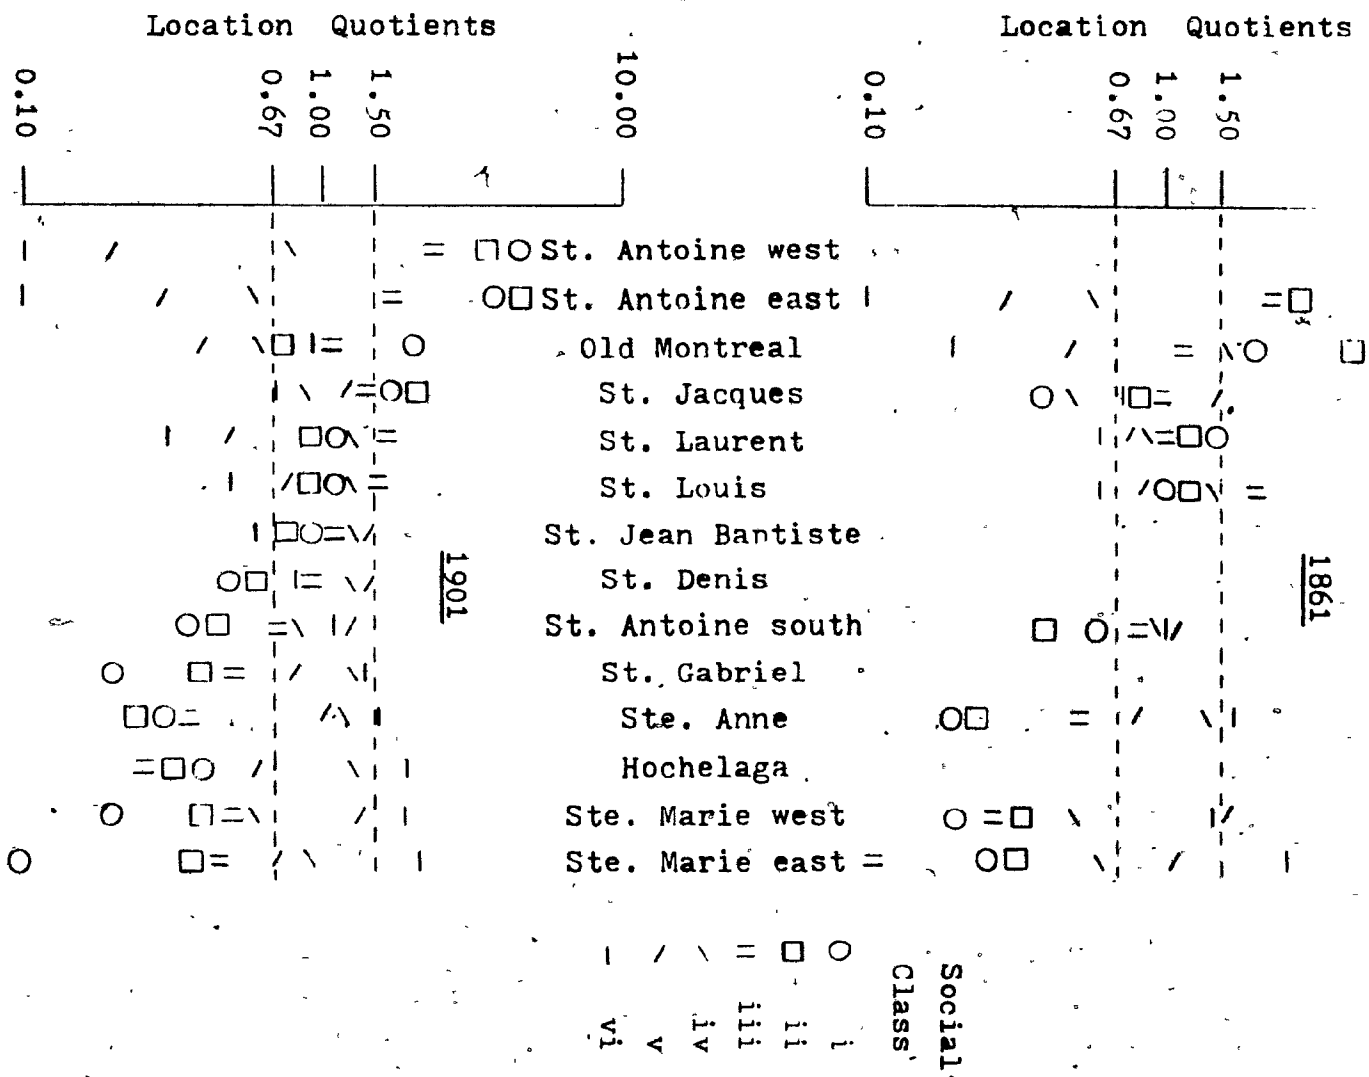 Location Quotients
Location Quotients
0.10 0.67 1.00 1.50 10.00
0.10 0.67 1.00 1.50
St. Antoine west
St. Antoine east
Old Montreal
St. Jacques
St. Laurent
St. Louis
St. Jean Bantiste
St. Denis
St. Antoine south
St. Gabriel
Ste. Anne
Hochelaga
Ste. Marie west
Ste. Marie east
1901
1861
Social
Class
i
ii
iii
iv
v
vi